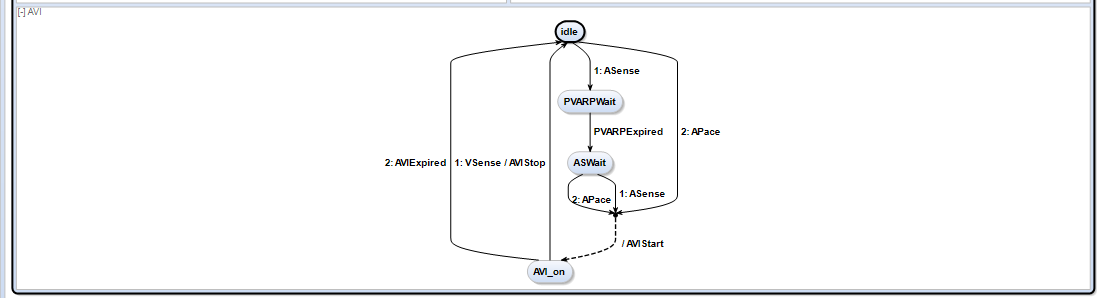 [-] AVI
idle
1: ASense
PVARPWait
PVARPExpired
2: APace
2: AVIExpired
1: VSense / AVIStop
ASWait
1: ASense
2: APace
/ AVIStart
AVI_on